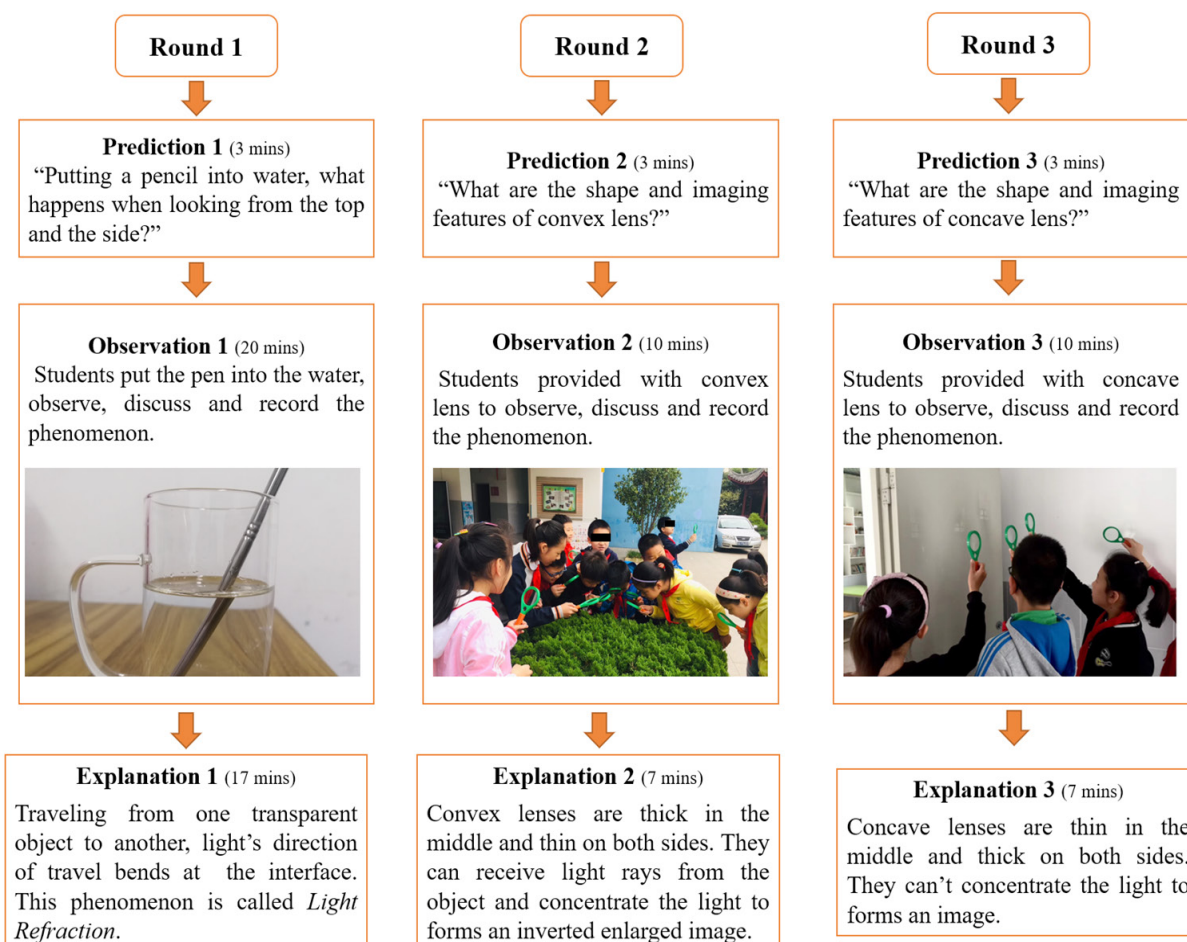 Round 1
Prediction 1 (3 mins)
“Putting a pencil into water, what
happens when looking from the top
and the side?”
Observation 1 (20 mins)
Students put the pen into the water,
observe, discuss and record the
phenomenon.
Explanation 1 (17 mins)
Traveling from one transparent
object to another, light’s direction
of travel bends at the interface.
This phenomenon is called Light
Refraction.
Round 2
Prediction 2 (3 mins)
“What are the shape and imaging
features of convex lens?”
Observation 2 (10 mins)
Students provided with convex
lens to observe, discuss and record
the phenomenon.
Explanation 2 (7 mins)
Convex lenses are thick in the
middle and thin on both sides. They
can receive light rays from the
object and concentrate the light to
forms an inverted enlarged image.
Round 3
Prediction 3 (3 mins)
“What are the shape and imaging
features of concave lens?”
Observation 3 (10 mins)
Students provided with concave
lens to observe, discuss and record
the phenomenon.
Explanation 3 (7 mins)
Concave lenses are thin in the
middle and thick on both sides.
They can’t concentrate the light to
forms an image.